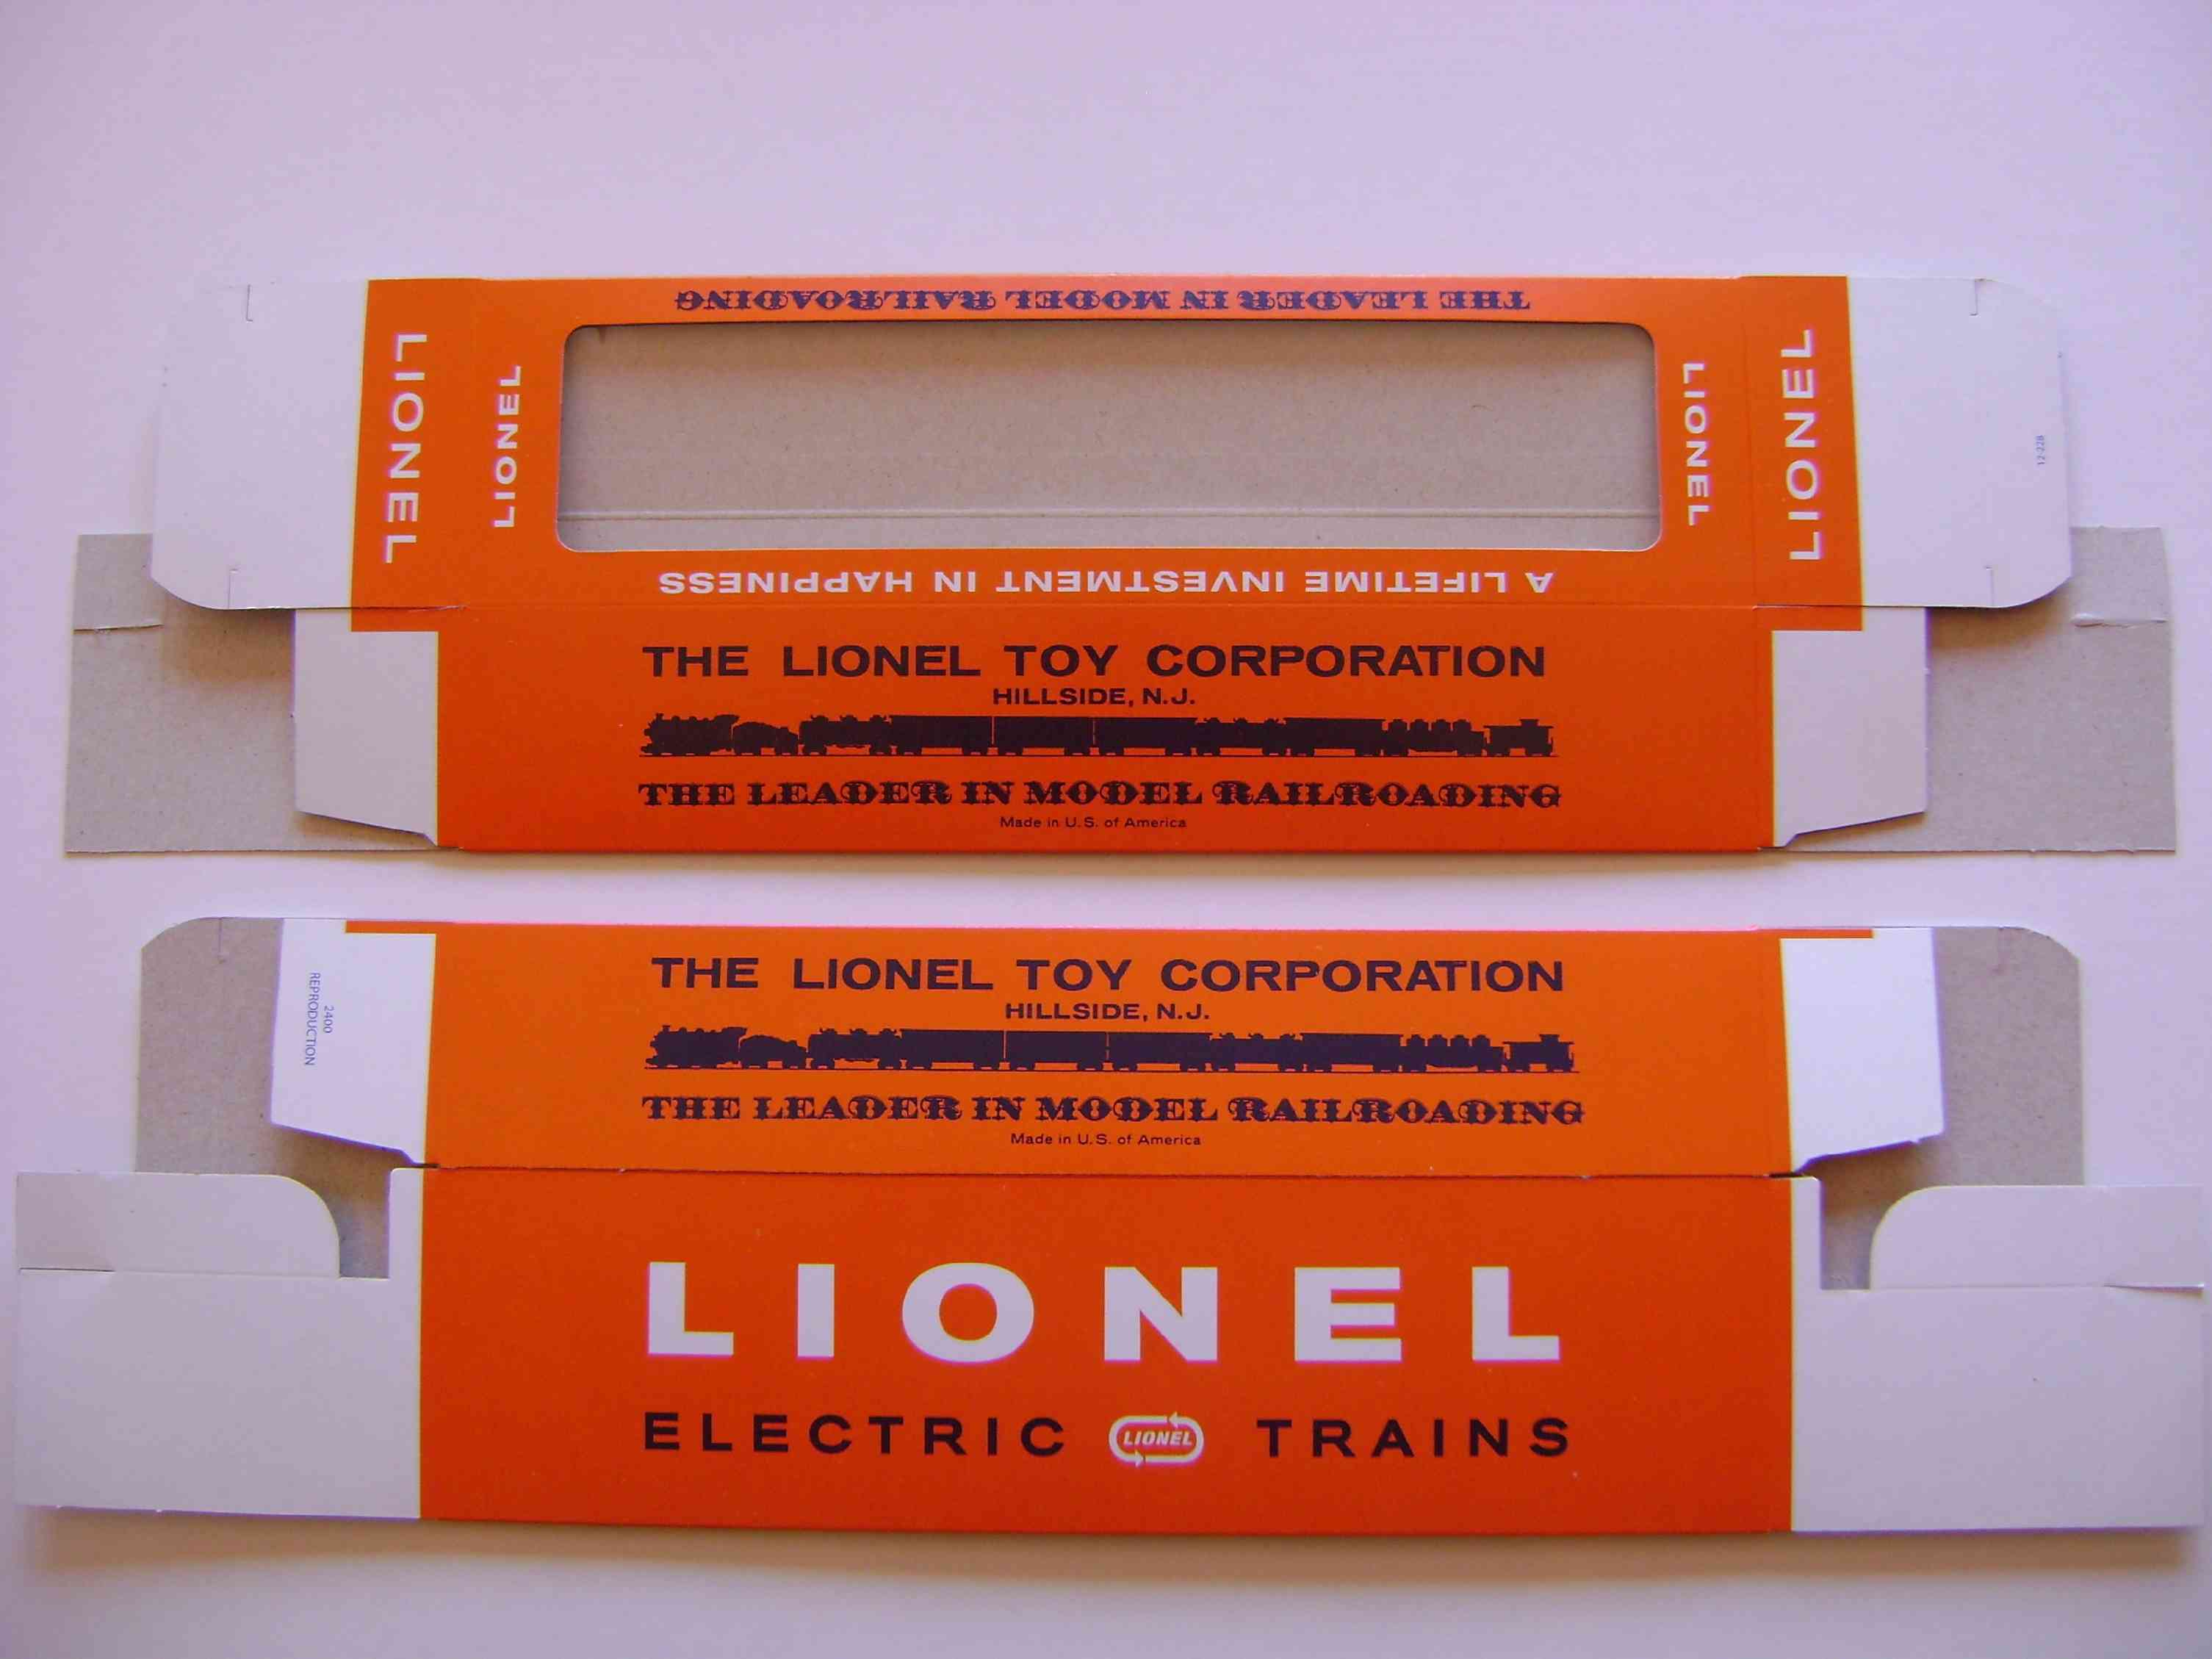 THE LEADER IN MODEL RAILROADING
LIONEL
LIONEL
LIONEL
LIONEL
12-228
A LIFETIME INVESTMENT IN HAPPINESS
THE LIONEL TOY CORPORATION
HILLSIDE, N.J.
THE LEADER IN MODEL RAILROADING
Made in U.S. of America
2400
REPRODUCTION
THE LIONEL TOY CORPORATION
HILLSIDE, N.J.
THE LEADER IN MODEL RAILROADING
Made in U.S. of America
LIONEL
ELECTRIC LIONEL TRAINS